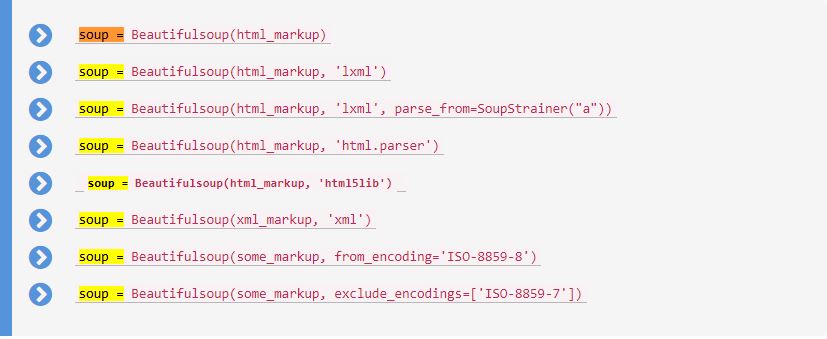 soup = Beautifulsoup(html_markup)
soup = Beautifulsoup(html_markup, 'lxml')
soup = Beautifulsoup(html_markup, 'lxml', parse_from=SoupStrainer("a"))
soup = Beautifulsoup(html_markup, 'html.parser')
soup = Beautifulsoup(html_markup, 'html5lib')
soup = Beautifulsoup(xml_markup, 'xml')
soup = Beautifulsoup(some_markup, from_encoding='ISO-8859-8')
soup = Beautifulsoup(some_markup, exclude_encodings=['ISO-8859-7'])